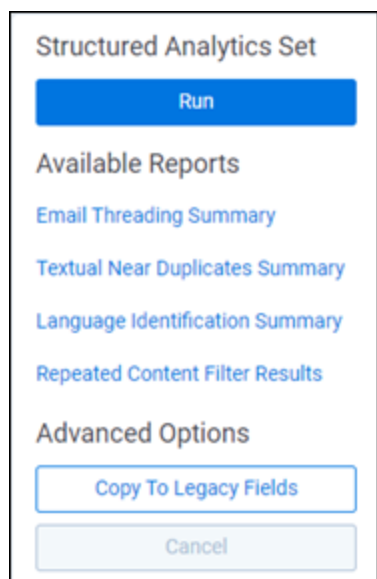 Structured Analytics Set
Run
Available Reports
Email Threading Summary
Textual Near Duplicates Summary
Language Identification Summary
Repeated Content Filter Results
Advanced Options
Copy To Legacy Fields
Cancel